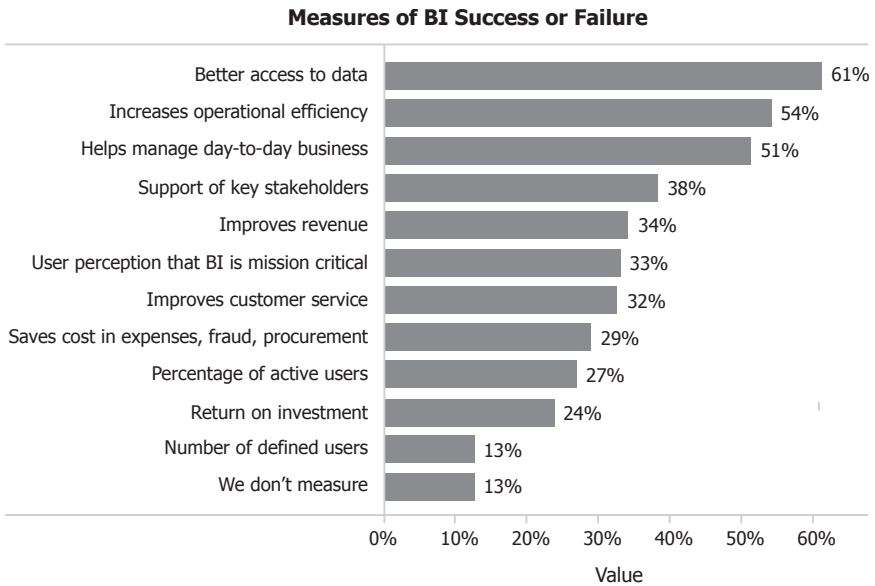 Measures of BI Success or Failure
Better access to data 61%
Increases operational efficiency 54%
Helps manage day-to-day business 51%
Support of key stakeholders 38%
Improves revenue 34%
User perception that BI is mission critical 33%
Improves customer service 32%
Saves cost in expenses, fraud, procurement 29%
Percentage of active users 27%
Return on investment 24%
Number of defined users 13%
We don’t measure 13%
0% 10% 20% 30% 40% 50% 60%
Value